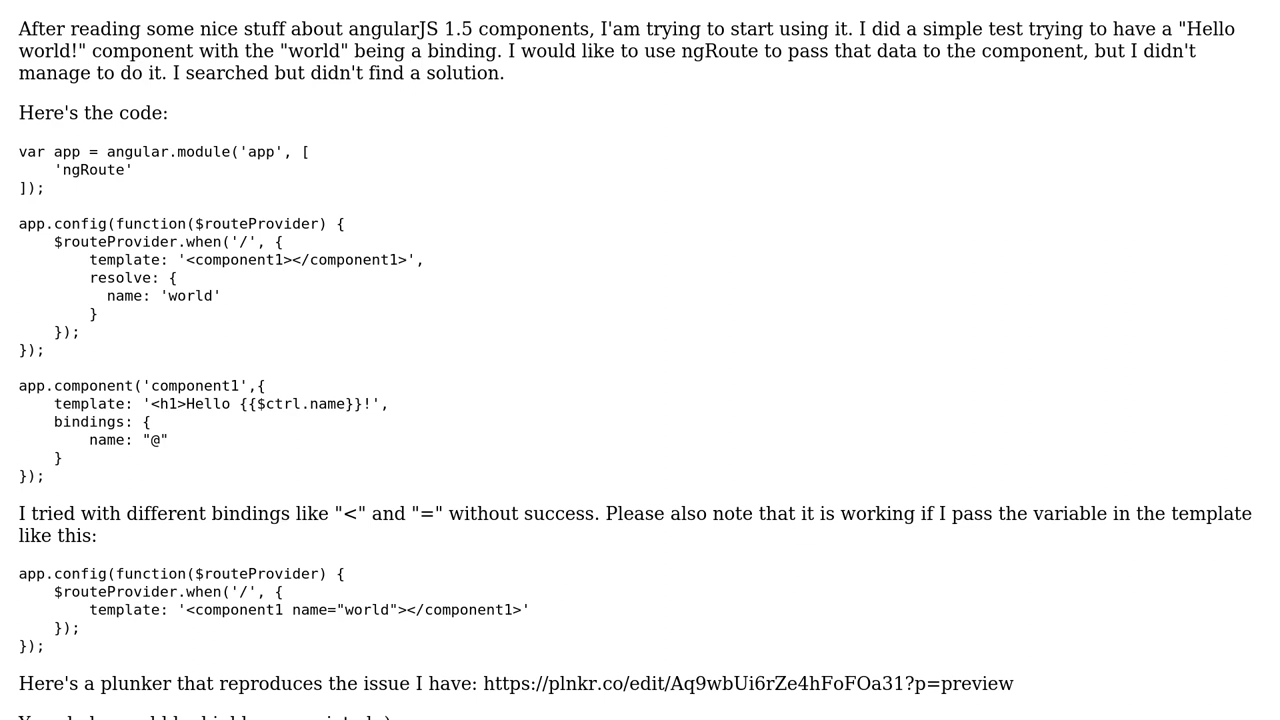 After reading some nice stuff about angularJS 1.5 components, I'am trying to start using it. I did a simple test trying to have a "Hello
world!" component with the "world" being a binding. I would like to use ngRoute to pass that data to the component, but I didn't
manage to do it. I searched but didn't find a solution.
Here's the code:
var app = angular.module('app', [
    'ngRoute'
]);
app.config(function($routeProvider) {
    $routeProvider.when('/', {
        template: '<component1></component1>',
        resolve: {
          name: 'world'
        }
    });
});
app.component('component1',{
    template: '<h1>Hello {{$ctrl.name}}!',
    bindings: {
        name: "@"
    }
});
I tried with different bindings like "<" and "=" without success. Please also note that it is working if I pass the variable in the template
like this:
app.config(function($routeProvider) {
    $routeProvider.when('/', {
        template: '<component1 name="world"></component1>'
    });
});
Here's a plunker that reproduces the issue I have: https://plnkr.co/edit/Aq9wbUi6rZe4hFoFOa31?p=preview